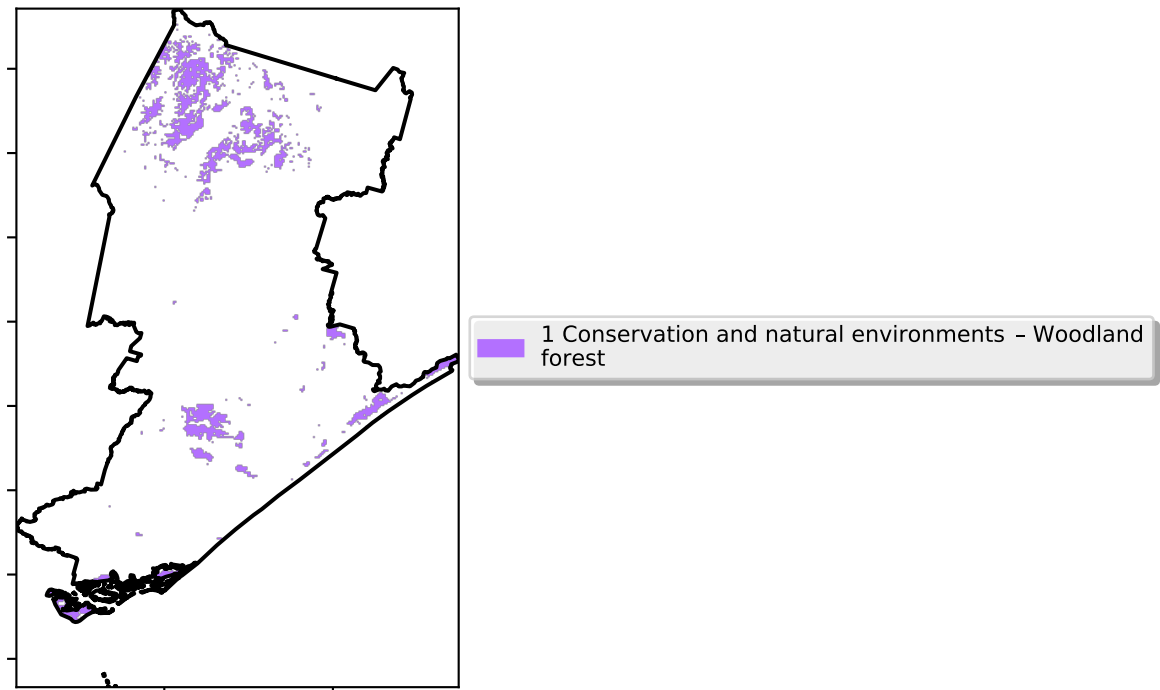 1 Conservation and natural environments – Woodland
forest